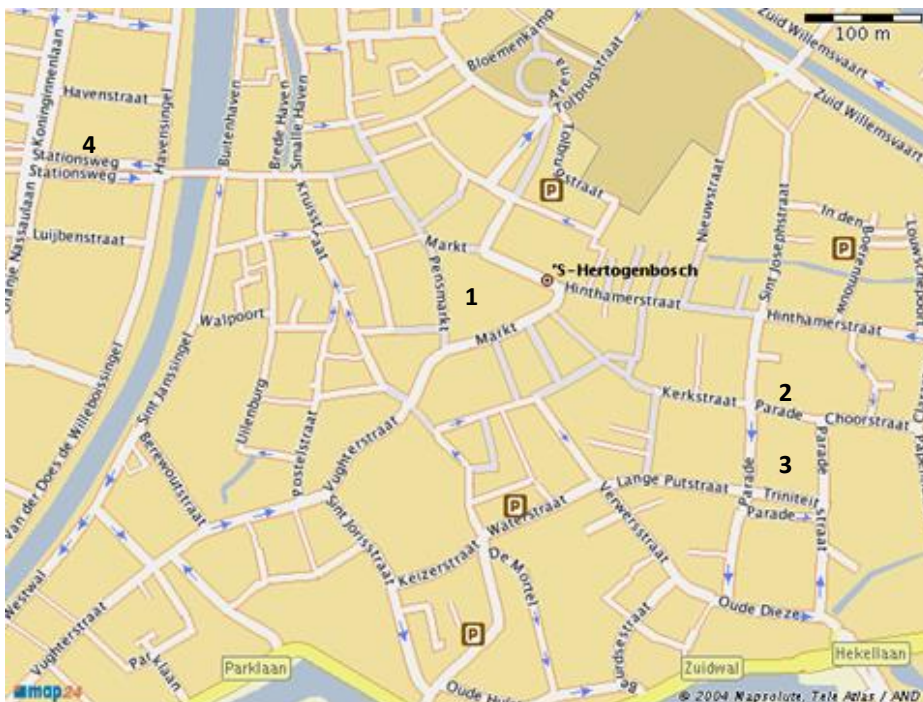 Koninginnenlaan
Havenstraat
Havensingel
4
Stationsweg
Stationsweg
Oranje Nassaulaan
Luijbenstraat
Buitenhaven
Brede Haven
Smalle Haven
Kruisstraat
Bloemenkamp
Arena
Tolbrugstraat
Tolbrugstraat
P
Zuid Willemsvaart
100 m
Zuid Willemsvaart
Nieuwstraat
Sint Josephstraat
In den Boerenmouw
P
Markt
Pensmarkt
1
Markt
'S-Hertogenbosch
Hinthamerstraat
Hinthamerstraat
Walpoort
Uilenburg
Sint Janssingel
Van der Does de Willeboissingel
Berewoutstraat
Postelstraat
Vughterstraat
Kerkstraat
2
Parade
Choorstraat
3
Parade
Parade
Lange Putstraat
Triniteitstraat
Parade
Verwersstraat
Waterstraat
P
Keizerstraat
Sint Jorisstraat
De Mortel
Oude Dieze
Westwal
Vughterstraat
Parklaan
Parklaan
P
Zuidwal
Hekellaan
map24
© 2004 Mapsolute, Tele Atlas / AND